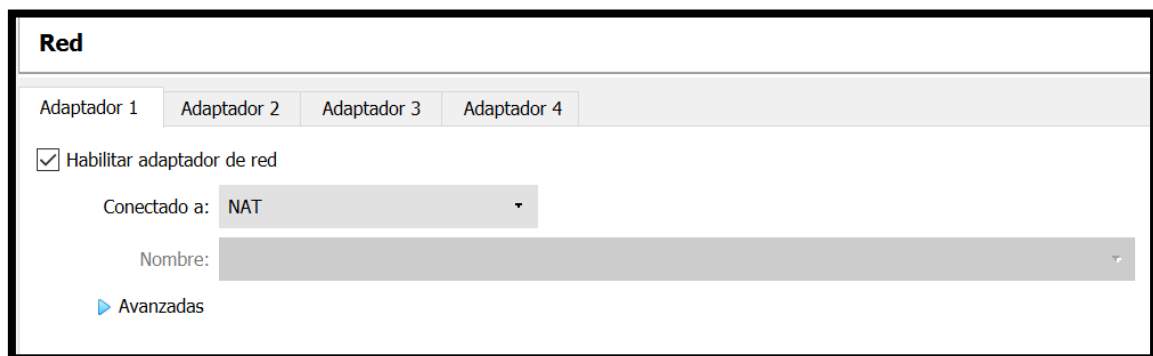 Red
Adaptador 1 Adaptador 2 Adaptador 3 Adaptador 4
Habilitar adaptador de red
Conectado a: NAT
Nombre:
Avanzadas